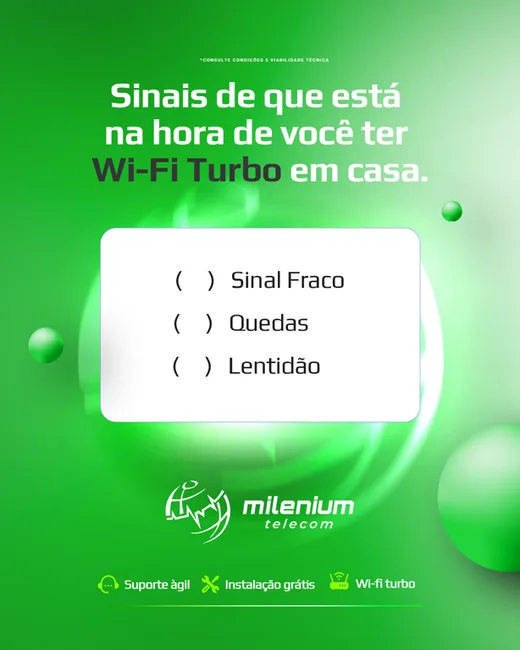 *CONSULTE CONDIÇÕES E VIABILIDADE TÉCNICA
Sinais de que está
na hora de você ter
Wi-Fi Turbo em casa.
( ) Sinal Fraco
( ) Quedas
( ) Lentidão
milenium
telecom
Suporte àgil Instalação grátis Wi-fi turbo